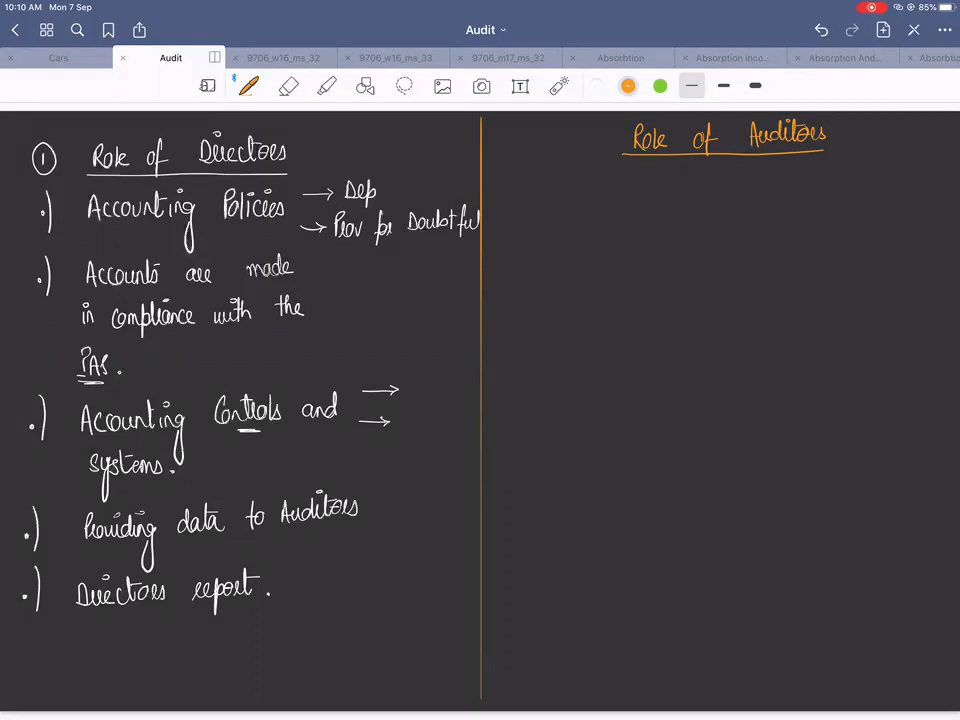 10:10 AM Mon 7 Sep
85%
Audit
Cars
Audit
9706_w16_ms_32
9706_w16_ms_33
9706_m17_ms_32
Absorbtion
Absorption inco...
Absorption And...
Absorbtio
T
1 Role of Directors
.) Accounting Policies → Dep
→ Prov for Doubtful
.) Accounts are made
in compliance with the
IAS.
.) Accounting Controls and →
→
systems.
.) Providing data to Auditors
.) Directors report.
Role of Auditors